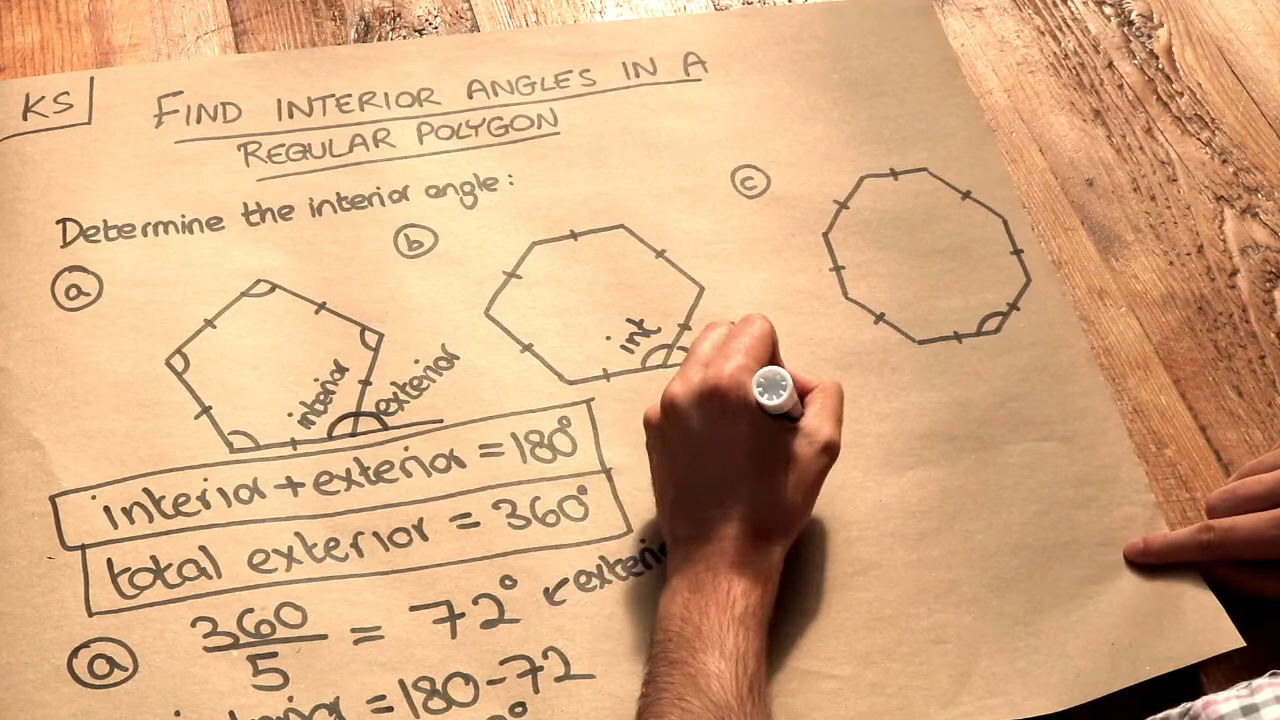 KS
FIND INTERIOR ANGLES IN A
REGULAR POLYGON
Determine the interior angle:
a
b
c
interior
exterior
int
interior + exterior = 180°
total exterior = 360°
a 360/5 = 72° ↙
= 180 - 72